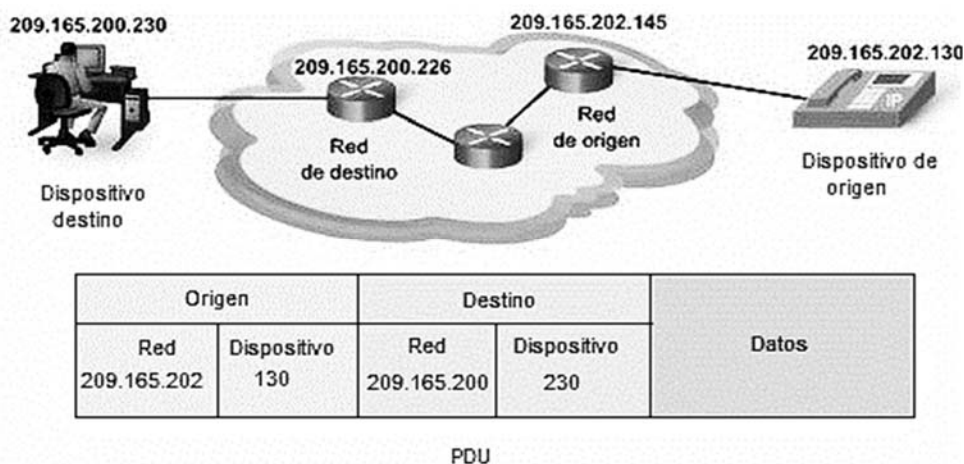 209.165.200.230
209.165.202.145
209.165.202.130
209.165.200.226
IP
Red
de destino
Red
de origen
Dispositivo
destino
Dispositivo de
origen
Origen
Destino
Datos
Red
Dispositivo
Red
Dispositivo
209.165.202
130
209.165.200
230
PDU